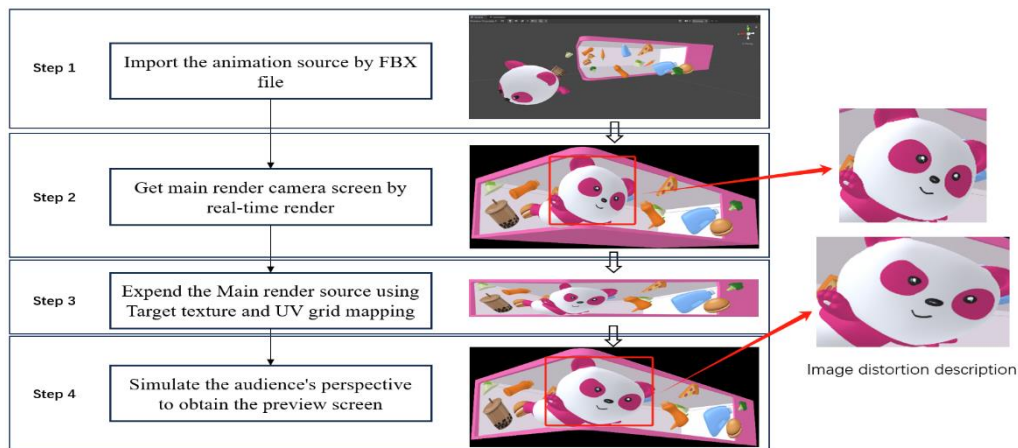 Step 1
Import the animation source by FBX
file
Step 2
Get main render camera screen by
real-time render
Step 3
Expend the Main render source using
Target texture and UV grid mapping
Step 4
Simulate the audience's perspective
to obtain the preview screen
Image distortion description